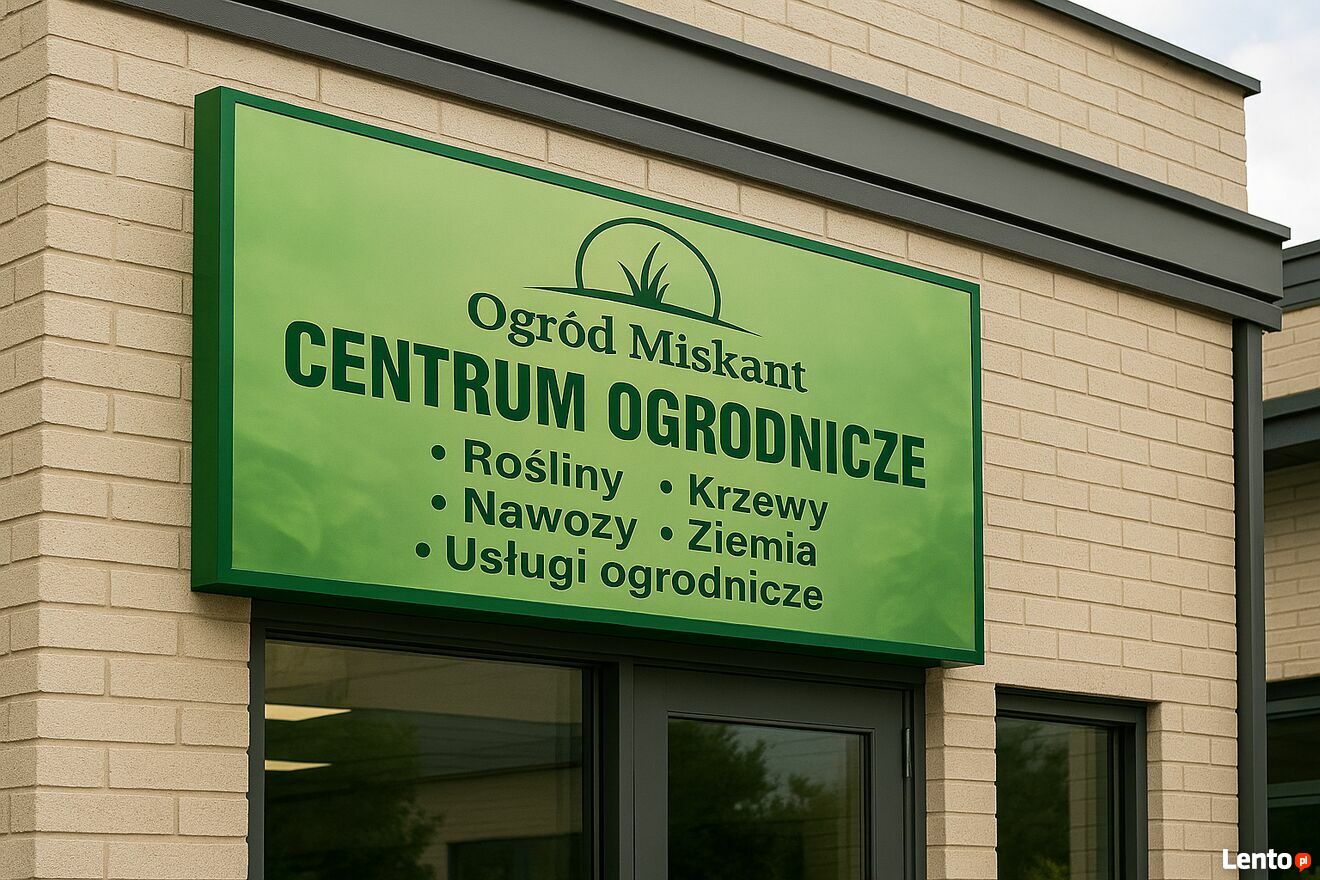 Ogród Miskant
CENTRUM OGRODNICZE
• Rośliny • Krzewy
• Nawozy • Ziemia
• Usługi ogrodnicze
Lento pl